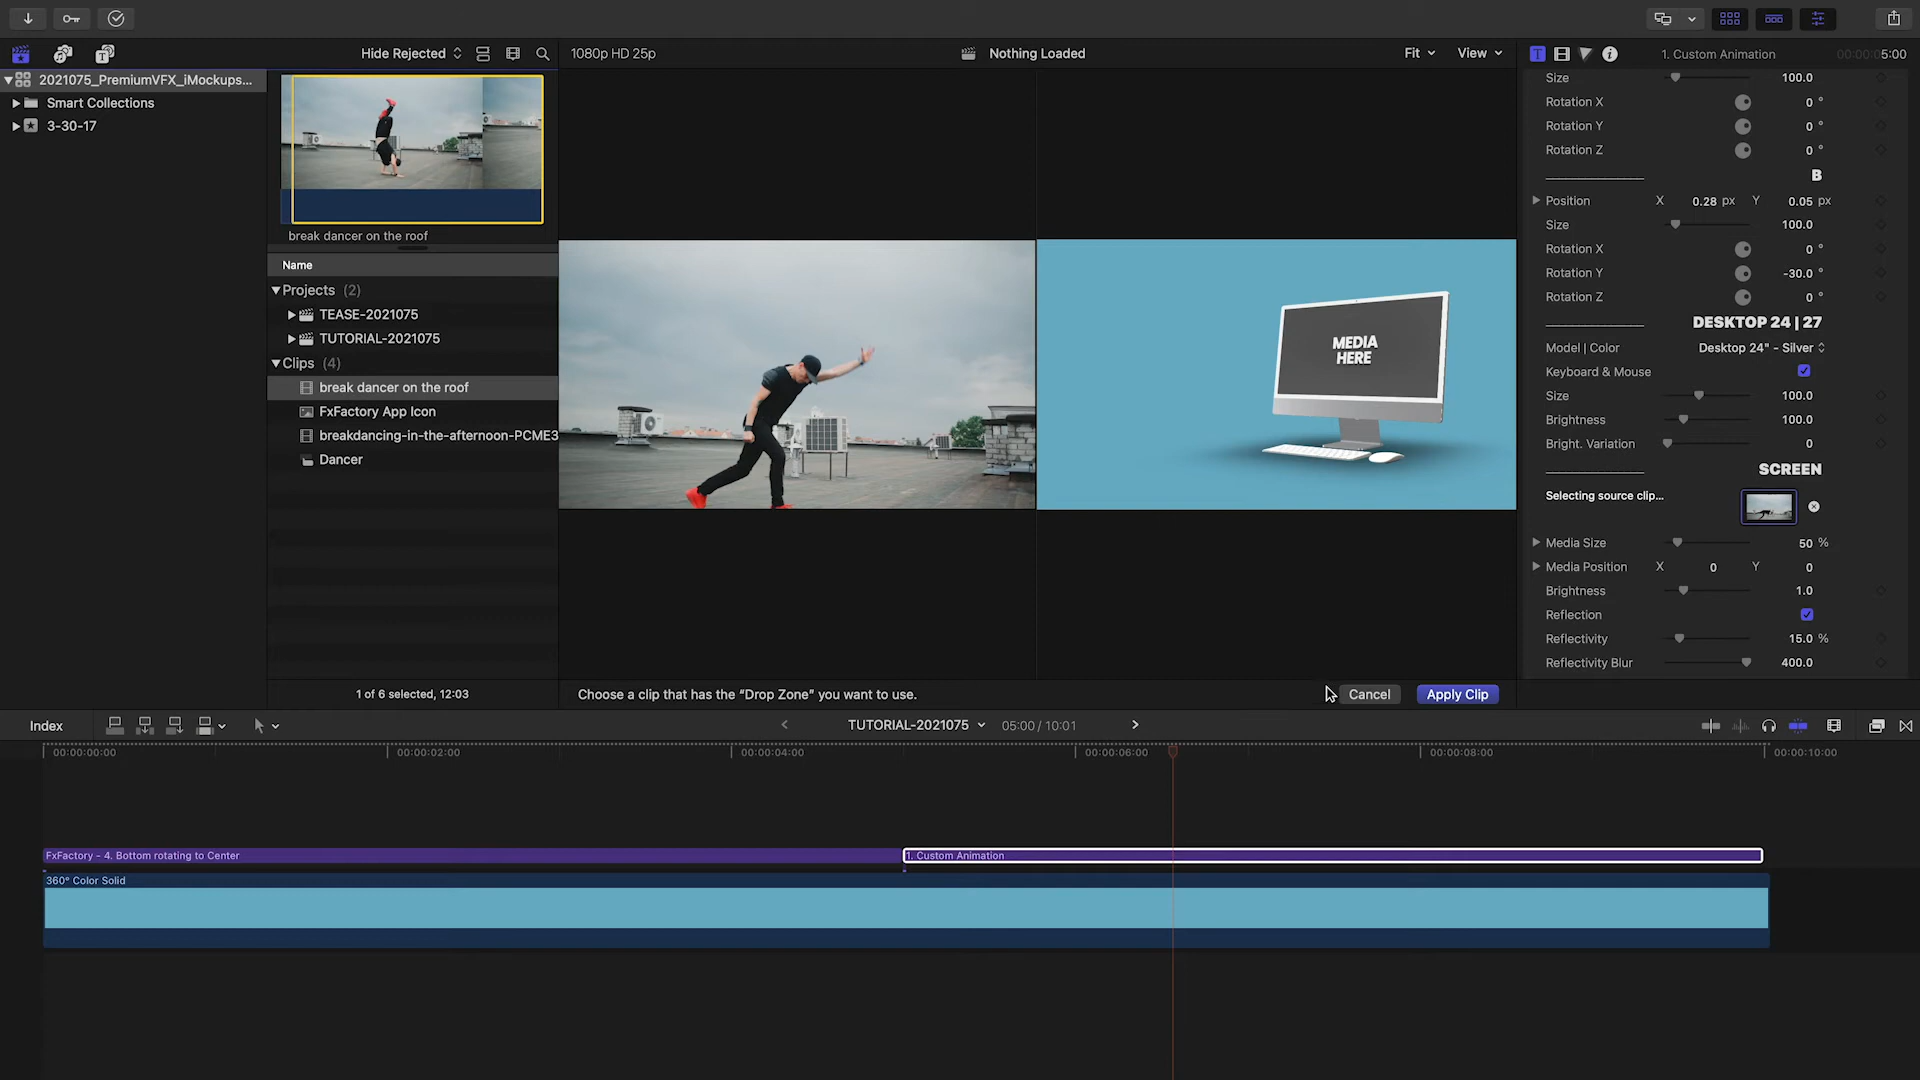 Hide Rejected
1080p HD 25p
Nothing Loaded
Fit
View
1. Custom Animation
00:00:05:00
2021075_PremiumVFX_iMockups...
Smart Collections
3-30-17
break dancer on the roof
Name
Projects (2)
TEASE-2021075
TUTORIAL-2021075
Clips (4)
break dancer on the roof
FxFactory App Icon
breakdancing-in-the-afternoon-PCME3
Dancer
1 of 6 selected, 12:03
MEDIA
HERE
Choose a clip that has the “Drop Zone” you want to use.
Cancel
Apply Clip
Size 100.0
Rotation X 0 °
Rotation Y 0 °
Rotation Z 0 °
B
Position X 0.28 px Y 0.05 px
Size 100.0
Rotation X 0 °
Rotation Y -30.0 °
Rotation Z 0 °
DESKTOP 24 | 27
Model | Color Desktop 24" - Silver
Keyboard & Mouse
Size 100.0
Brightness 100.0
Bright. Variation 0
SCREEN
Selecting source clip...
Media Size 50 %
Media Position X 0 Y 0
Brightness 1.0
Reflection
Reflectivity 15.0 %
Reflectivity Blur 400.0
Index
TUTORIAL-2021075
05:00 / 10:01
00:00:00:00
00:00:02:00
00:00:04:00
00:00:06:00
00:00:08:00
00:00:10:00
FxFactory - 4. Bottom rotating to Center
1. Custom Animation
360° Color Solid